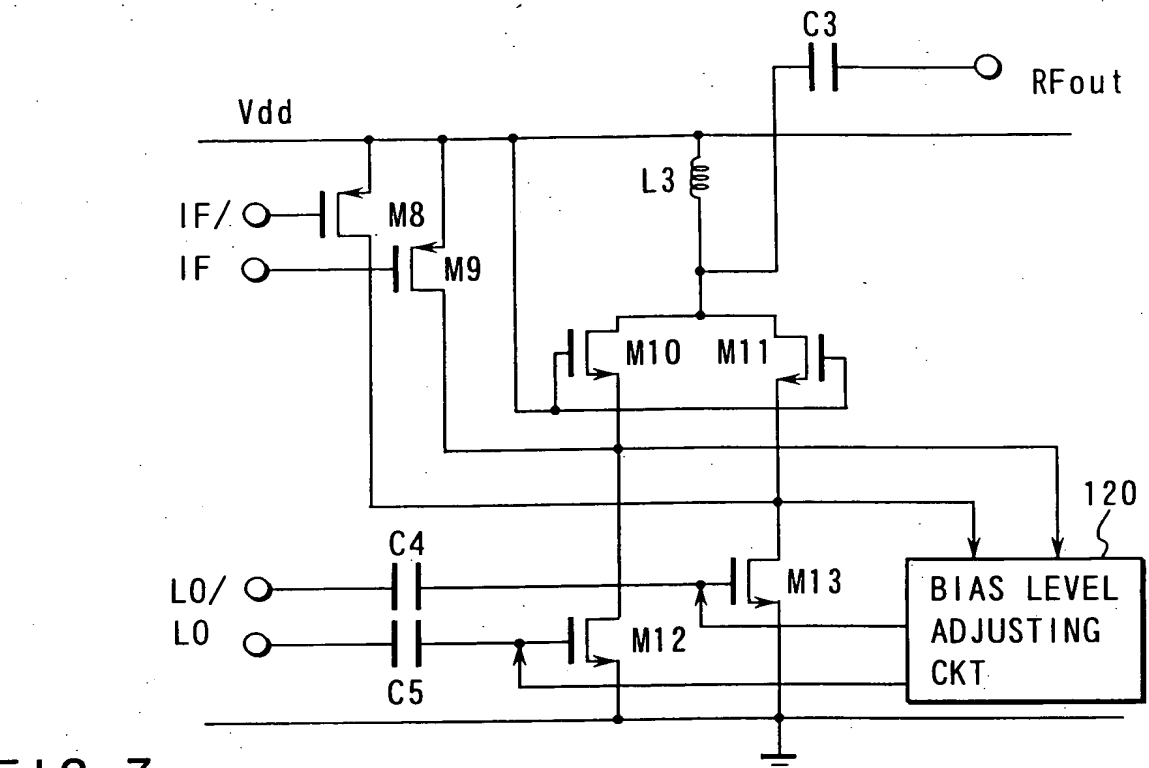 C3
RFout
Vdd
L3
IF/
M8
IF
M9
M10
M11
120
C4
LO/
M13
BIAS LEVEL
ADJUSTING
CKT
LO
M12
C5